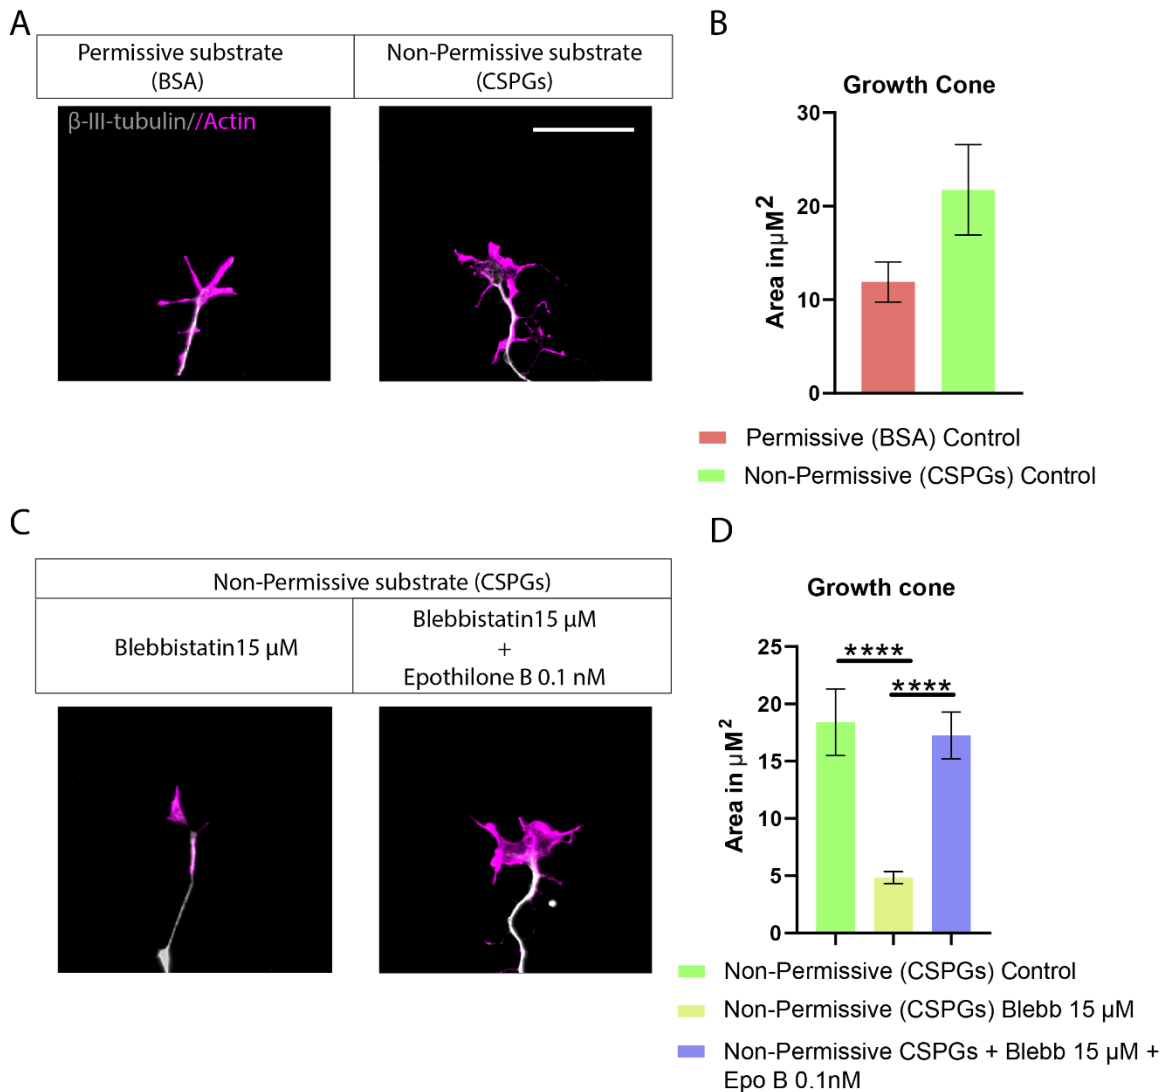 A
Permissive substrate
(BSA)
Non-Permissive substrate
(CSPGs)
β-III-tubulin//Actin
B
Growth Cone
Area in µM2
30
20
10
0
Permissive (BSA) Control
Non-Permissive (CSPGs) Control
C
Non-Permissive substrate (CSPGs)
Blebbistatin15 µM
Blebbistatin15 µM
+
Epothilone B 0.1 nM
D
Growth cone
Area in µM2
25
20
15
10
5
0
****
****
Non-Permissive (CSPGs) Control
Non-Permissive (CSPGs) Blebb 15 µM
Non-Permissive CSPGs + Blebb 15 µM +
Epo B 0.1nM